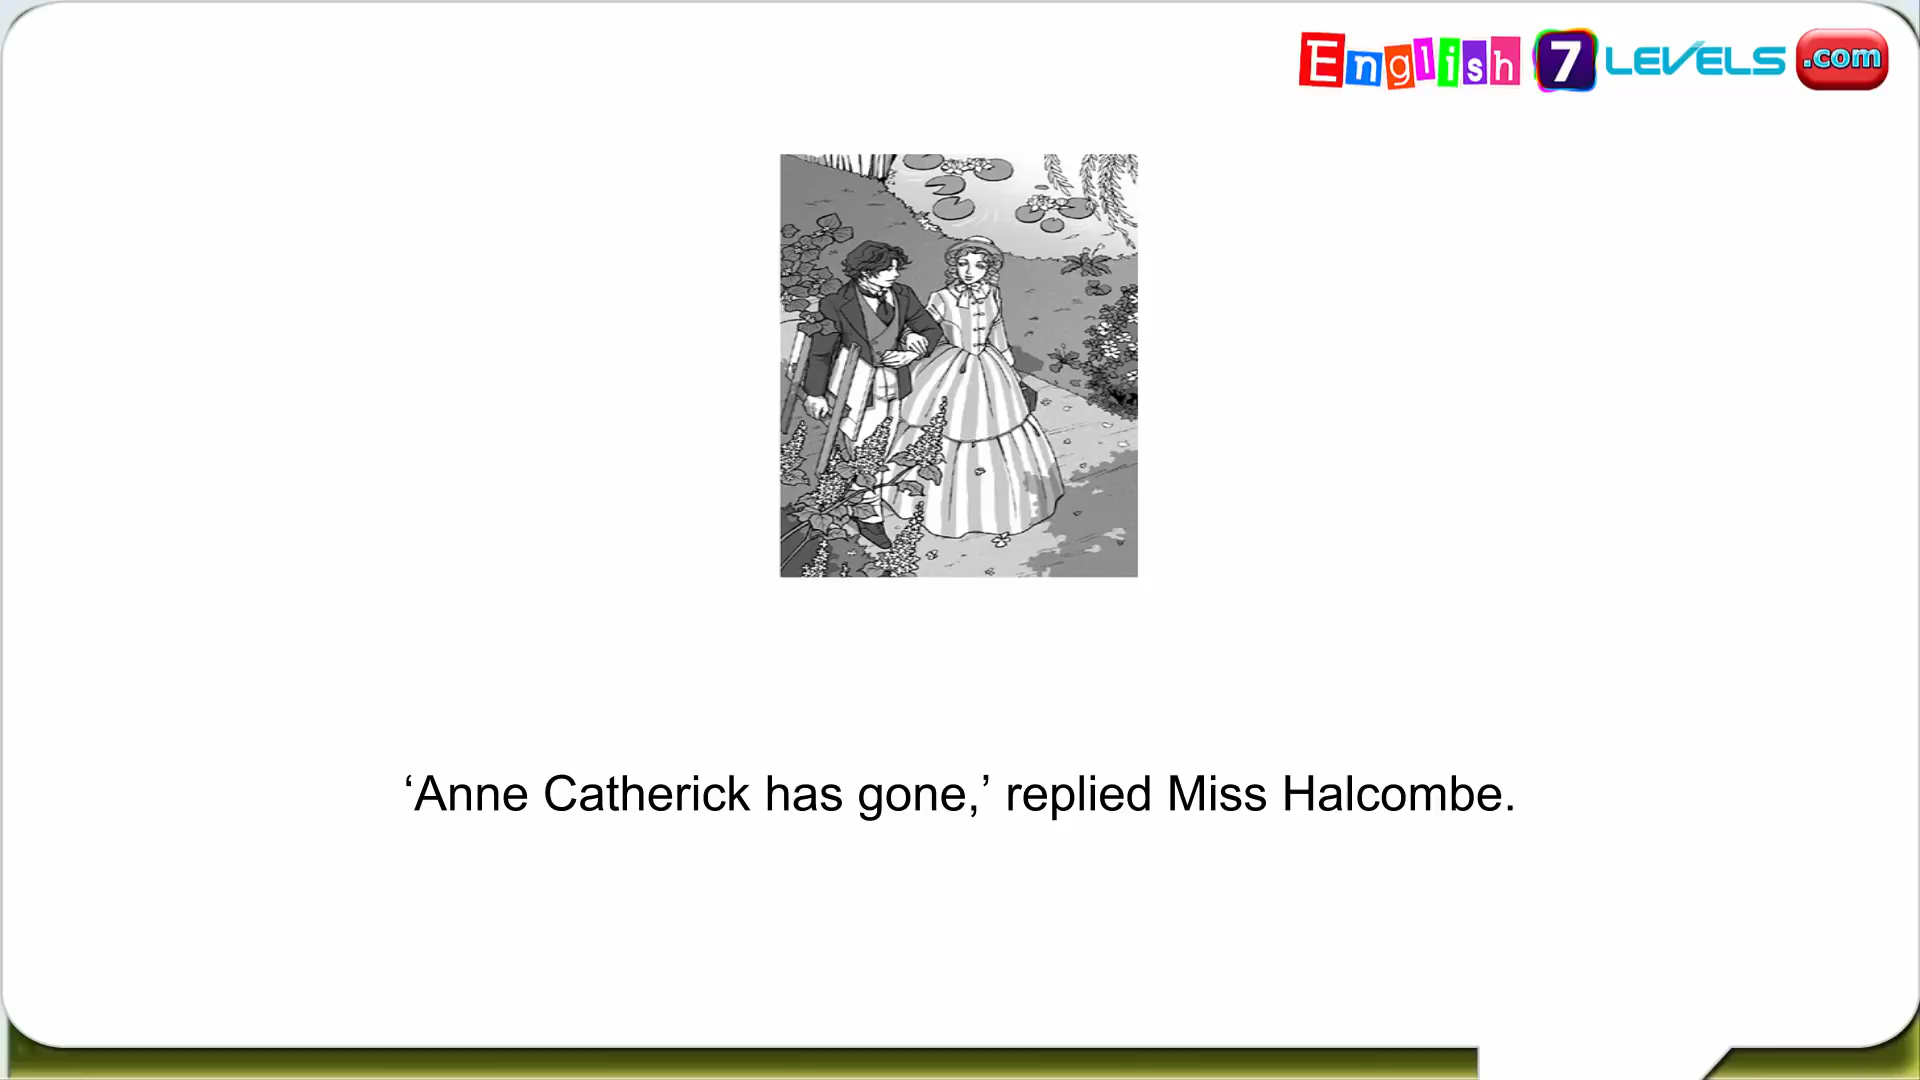 English 7 LEVELS .com
‘Anne Catherick has gone,’ replied Miss Halcombe.